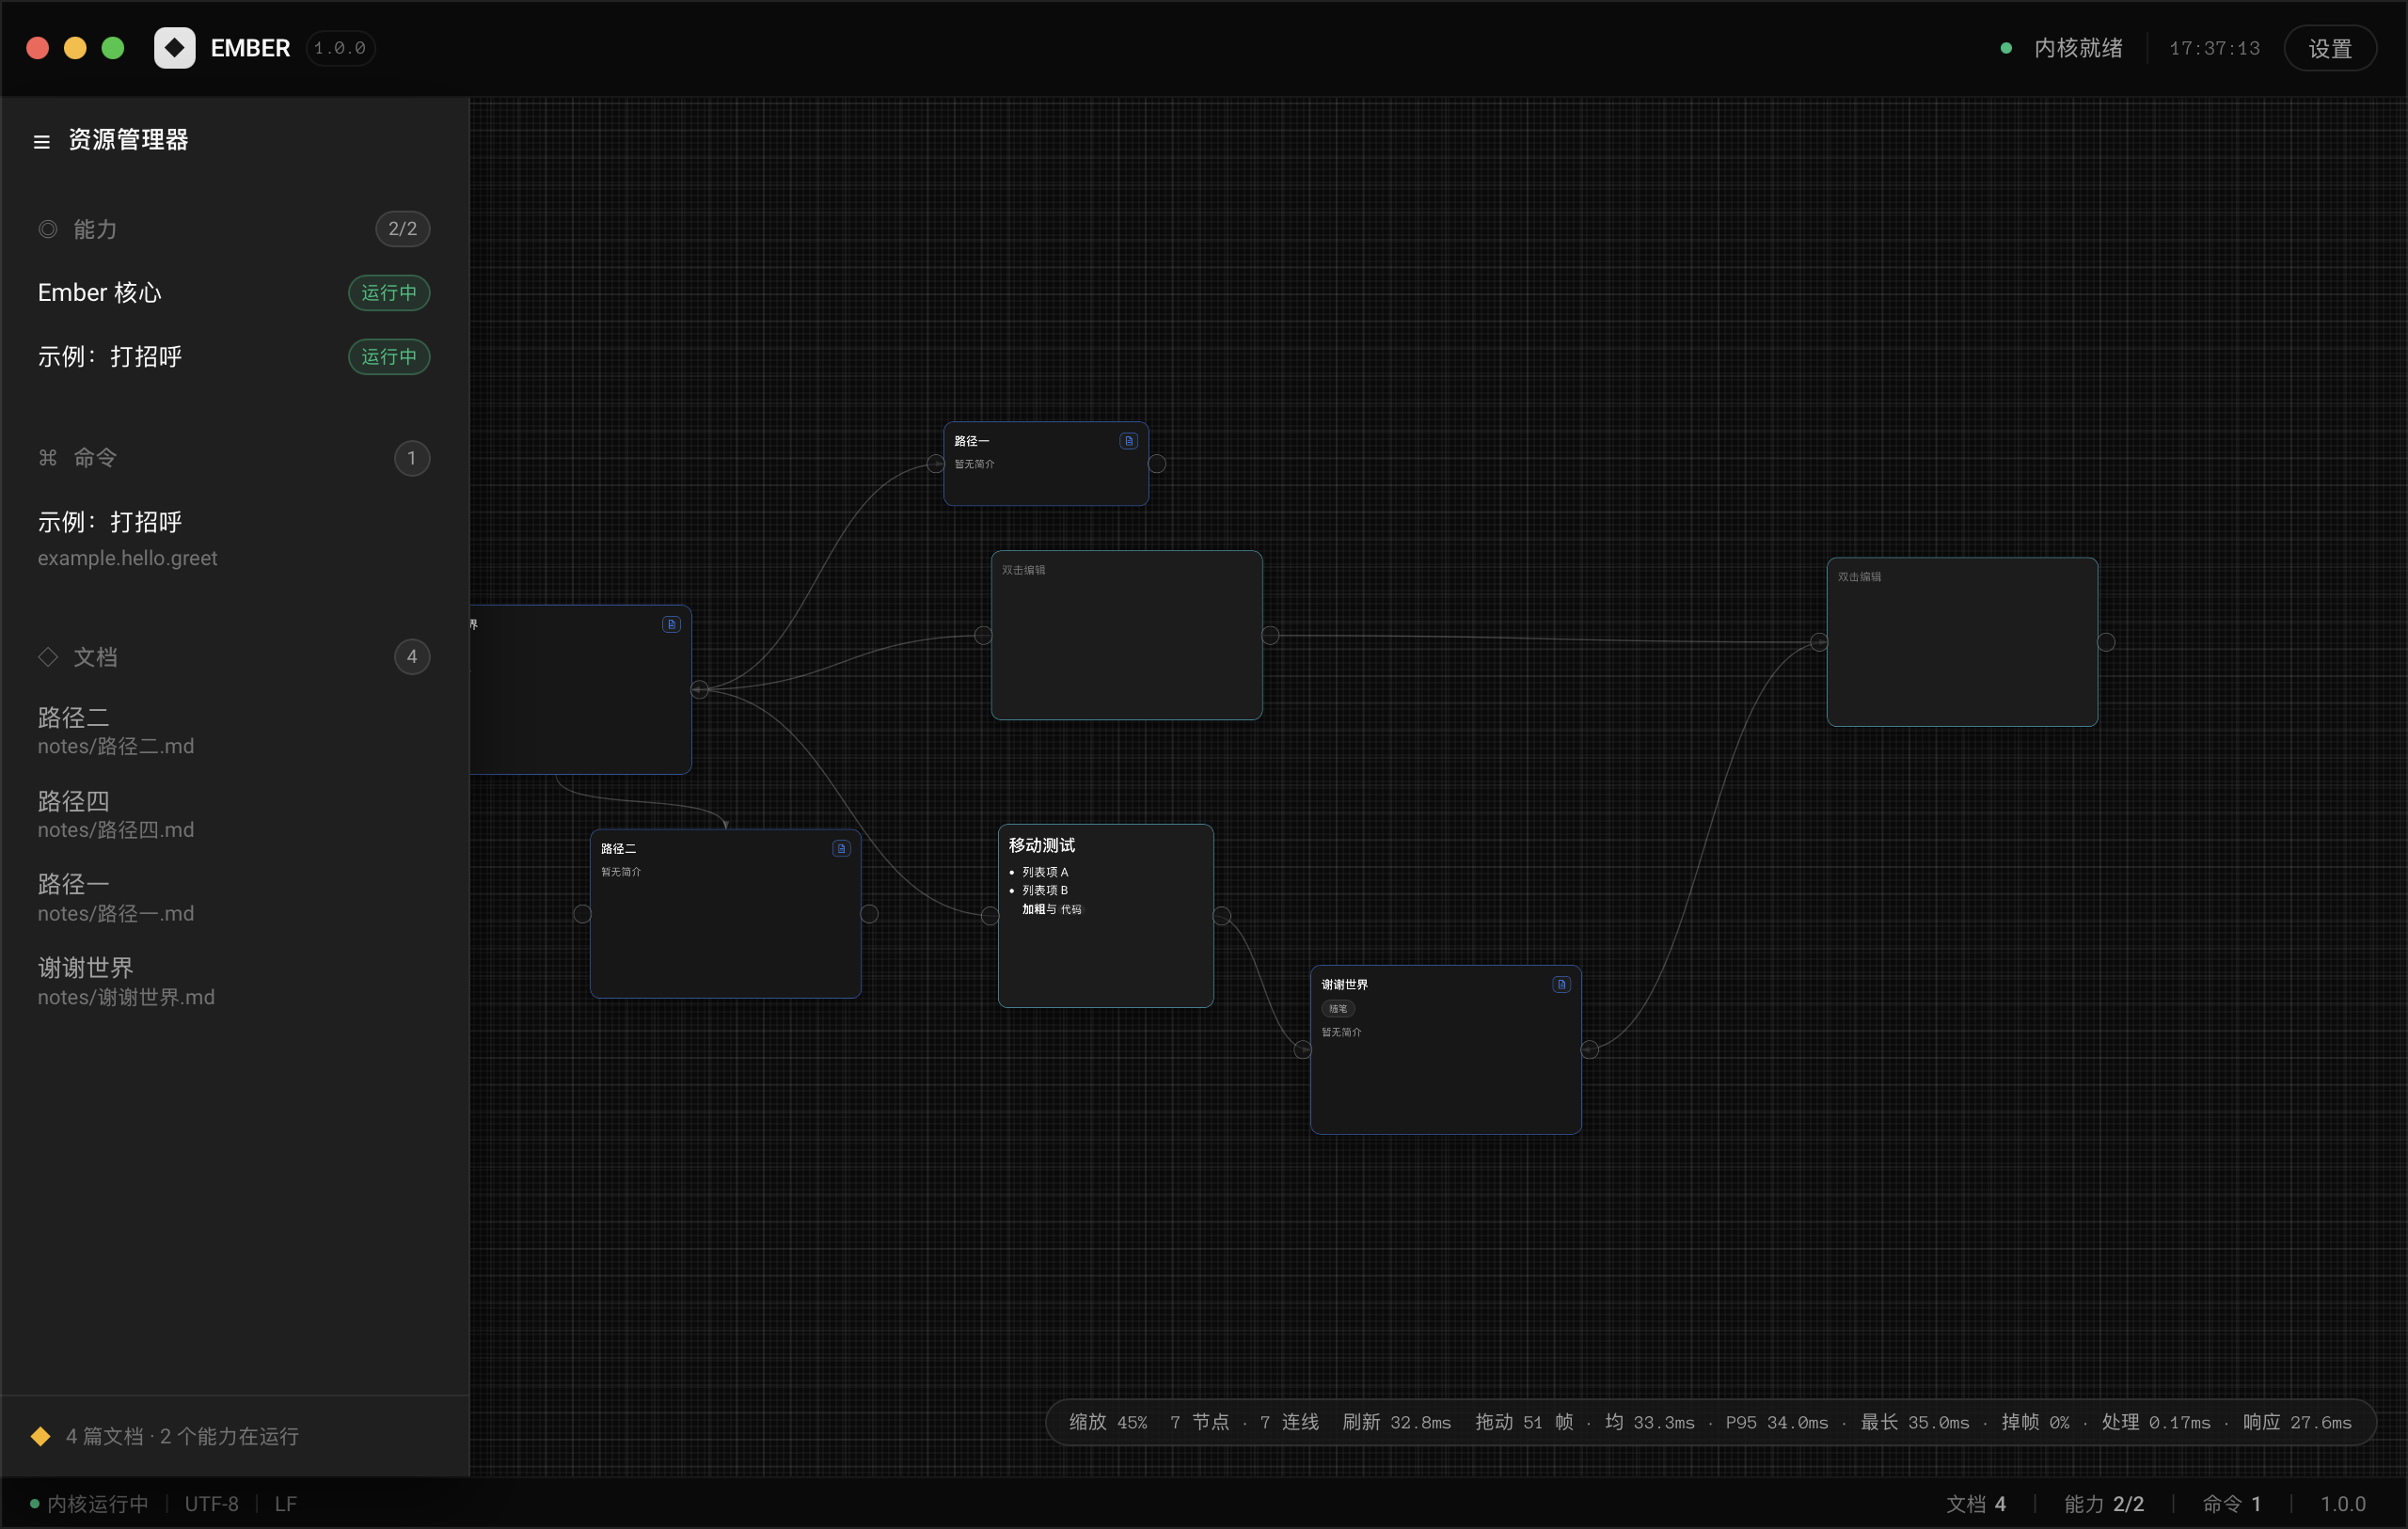 EMBER 1.0.0
内核就绪 17:37:13 设置
资源管理器
能力 2/2
Ember 核心 运行中
示例：打招呼 运行中
命令 1
示例：打招呼
example.hello.greet
文档 4
路径二
notes/路径二.md
路径四
notes/路径四.md
路径一
notes/路径一.md
谢谢世界
notes/谢谢世界.md
4 篇文档 · 2 个能力在运行
路径一
暂无简介
双击编辑
双击编辑
界
路径二
暂无简介
移动测试
• 列表项 A
• 列表项 B
加粗与 代码
谢谢世界
随笔
暂无简介
缩放 45% 7 节点 · 7 连线 刷新 32.8ms 拖动 51 帧 · 均 33.3ms · P95 34.0ms · 最长 35.0ms · 掉帧 0% · 处理 0.17ms · 响应 27.6ms
内核运行中 UTF-8 LF
文档 4 能力 2/2 命令 1 1.0.0